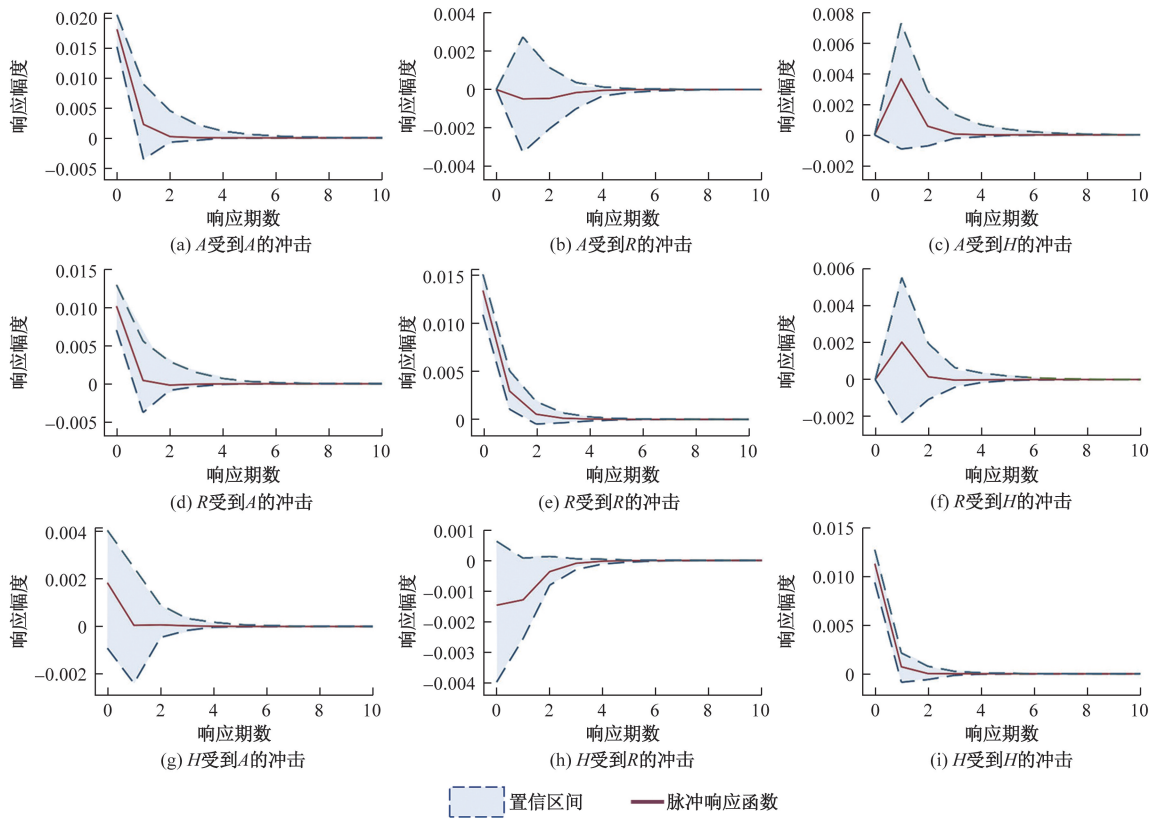 0.020
0.015
0.010
0.005
0
−0.005
响应幅度
0 2 4 6 8 10
响应期数
(a) A受到A的冲击
0.004
0.002
0
−0.002
−0.004
响应幅度
0 2 4 6 8 10
响应期数
(b) A受到R的冲击
0.008
0.006
0.004
0.002
0
−0.002
响应幅度
0 2 4 6 8 10
响应期数
(c) A受到H的冲击
0.015
0.010
0.005
0
−0.005
响应幅度
0 2 4 6 8 10
响应期数
(d) R受到A的冲击
0.015
0.010
0.005
0
响应幅度
0 2 4 6 8 10
响应期数
(e) R受到R的冲击
0.006
0.004
0.002
0
−0.002
响应幅度
0 2 4 6 8 10
响应期数
(f) R受到H的冲击
0.004
0.002
0
−0.002
响应幅度
0 2 4 6 8 10
响应期数
(g) H受到A的冲击
0.001
0
−0.001
−0.002
−0.003
−0.004
响应幅度
0 2 4 6 8 10
响应期数
(h) H受到R的冲击
0.015
0.010
0.005
0
响应幅度
0 2 4 6 8 10
响应期数
(i) H受到H的冲击
置信区间 脉冲响应函数